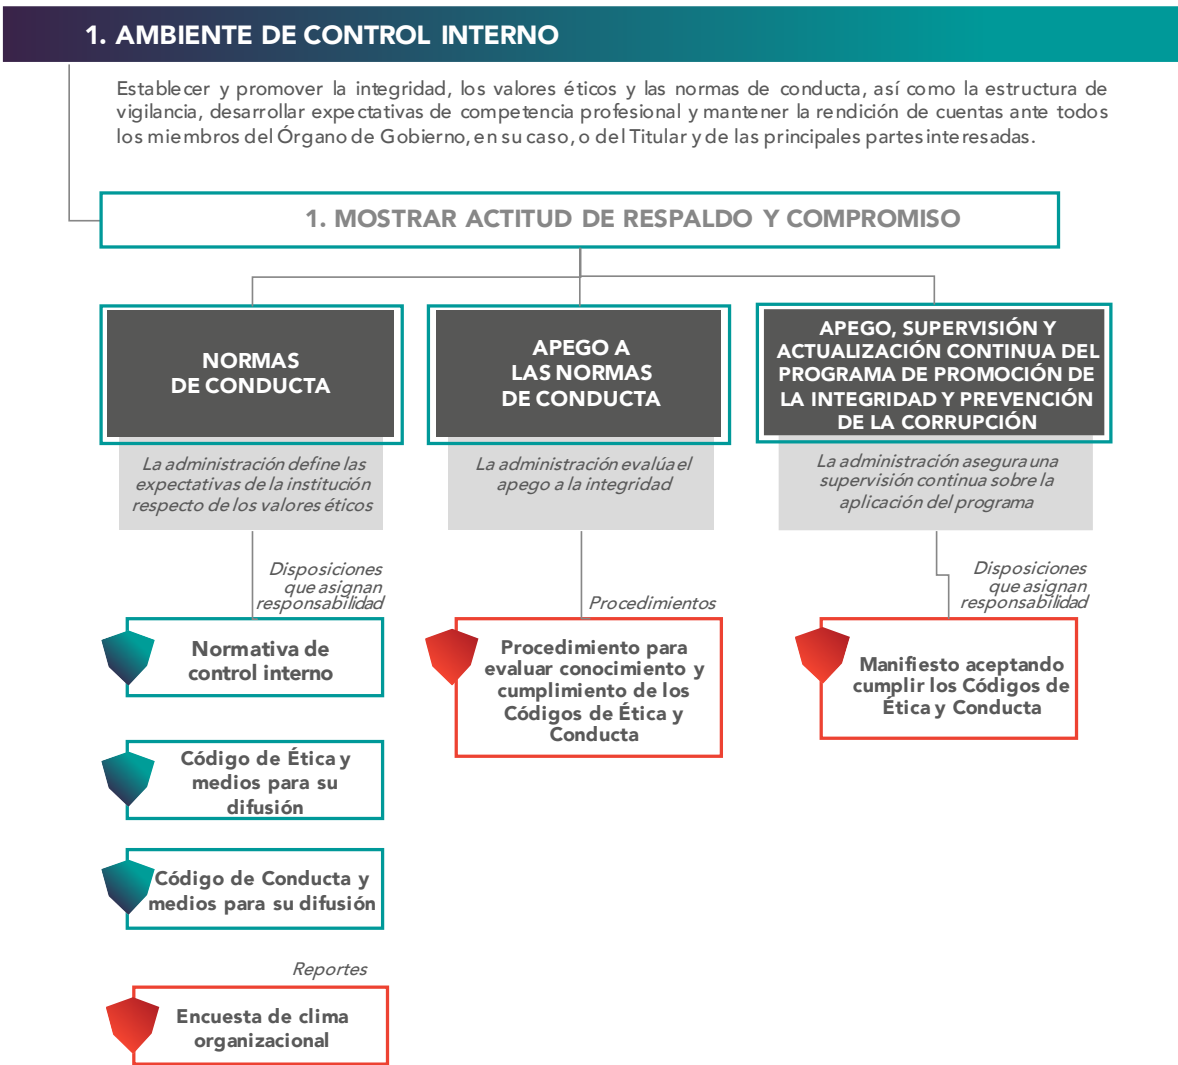 1. AMBIENTE DE CONTROL INTERNO
Establecer y promover la integridad, los valores éticos y las normas de conducta, así como la estructura de
vigilancia, desarrollar expectativas de competencia profesional y mantener la rendición de cuentas ante todos
los miembros del Órgano de Gobierno, en su caso, o del Titular y de las principales partes interesadas.
1. MOSTRAR ACTITUD DE RESPALDO Y COMPROMISO
NORMAS
DE CONDUCTA
La administración define las
expectativas de la institución
respecto de los valores éticos
Disposiciones
que asignan
responsabilidad
Normativa de
control interno
Código de Ética y
medios para su
difusión
Código de Conducta y
medios para su difusión
Reportes
Encuesta de clima
organizacional
APEGO A
LAS NORMAS
DE CONDUCTA
La administración evalúa el
apego a la integridad
Procedimientos
Procedimiento para
evaluar conocimiento y
cumplimiento de los
Códigos de Ética y
Conducta
APEGO, SUPERVISIÓN Y
ACTUALIZACIÓN CONTINUA DEL
PROGRAMA DE PROMOCIÓN DE
LA INTEGRIDAD Y PREVENCIÓN
DE LA CORRUPCIÓN
La administración asegura una
supervisión continua sobre la
aplicación del programa
Disposiciones
que asignan
responsabilidad
Manifiesto aceptando
cumplir los Códigos de
Ética y Conducta